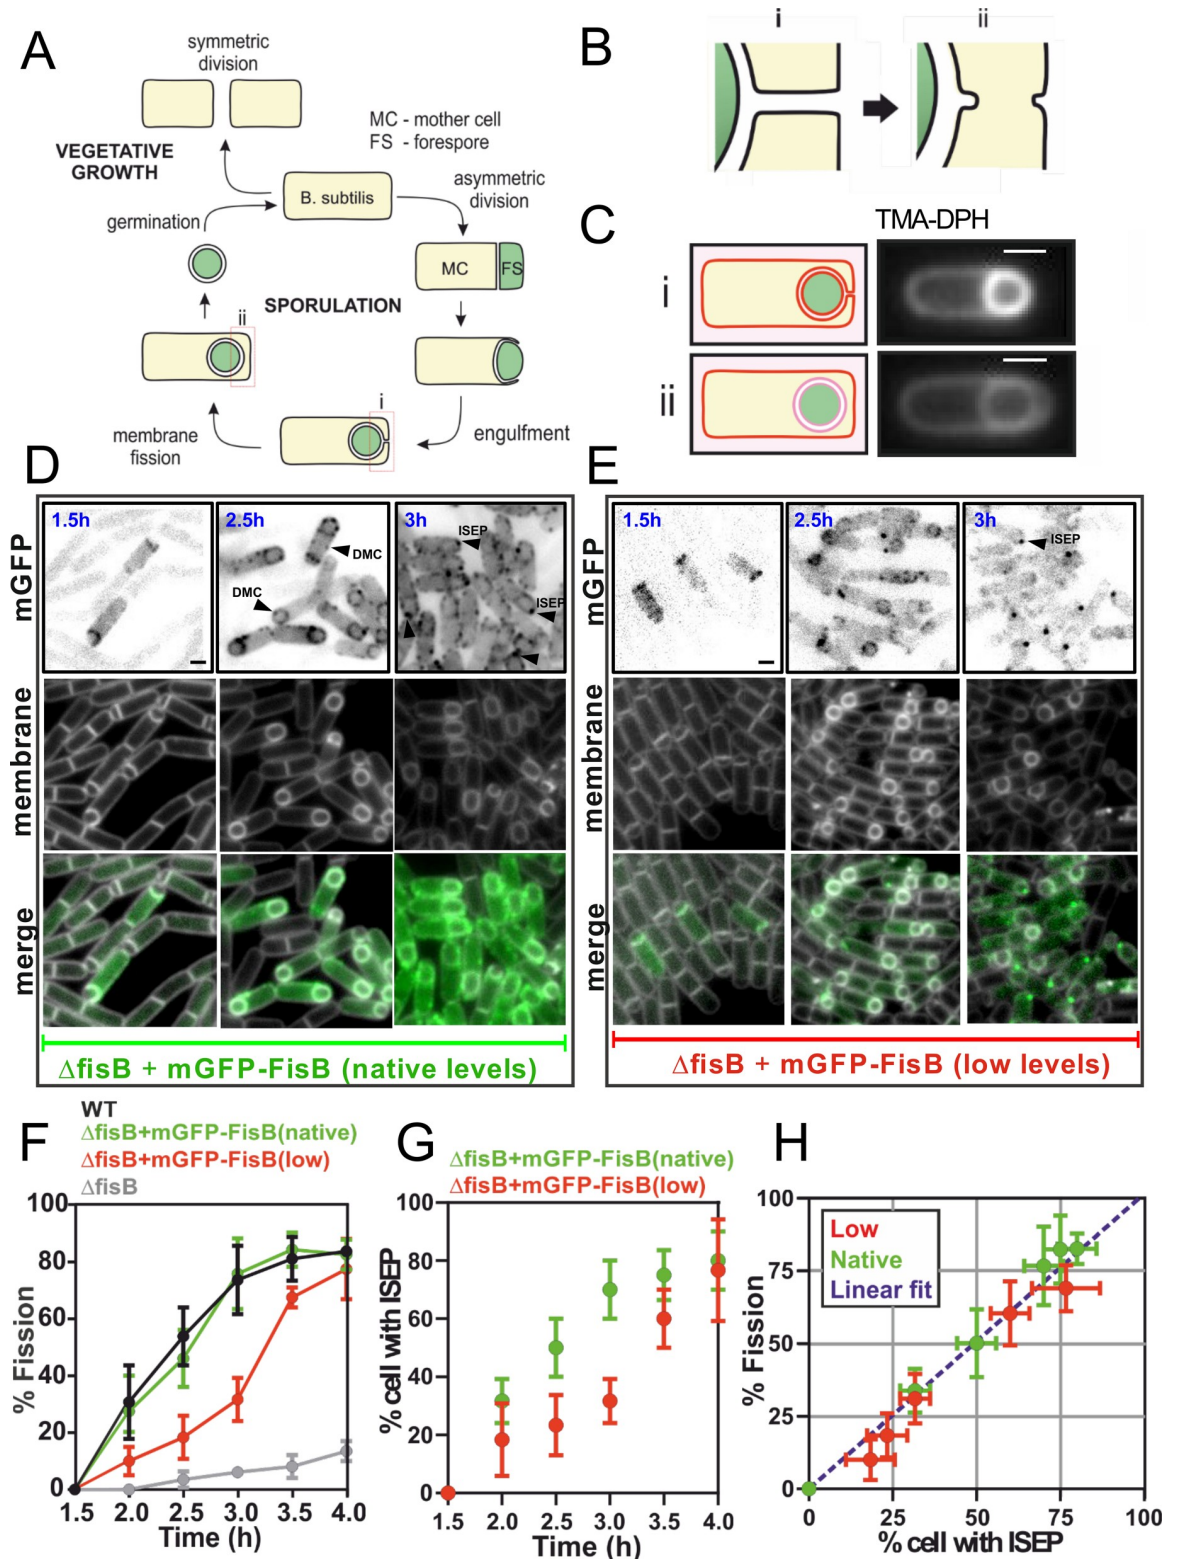 A
symmetric
division
VEGETATIVE
GROWTH
MC - mother cell
FS - forespore
B. subtilis
asymmetric
division
germination
MC
FS
SPORULATION
ii
i
membrane
fission
engulfment
B
i
ii
C
TMA-DPH
i
ii
D
mGFP
1.5h
2.5h
DMC
DMC
3h
ISEP
ISEP
membrane
merge
ΔfisB + mGFP-FisB (native levels)
E
mGFP
1.5h
2.5h
3h
ISEP
membrane
merge
ΔfisB + mGFP-FisB (low levels)
F
WT
ΔfisB+mGFP-FisB(native)
ΔfisB+mGFP-FisB(low)
ΔfisB
% Fission
100
80
60
40
20
0
1.5 2.0 2.5 3.0 3.5 4.0
Time (h)
G
ΔfisB+mGFP-FisB(native)
ΔfisB+mGFP-FisB(low)
% cell with ISEP
100
80
60
40
20
0
1.5 2.0 2.5 3.0 3.5 4.0
Time (h)
H
Low
Native
Linear fit
% Fission
100
75
50
25
0
0 25 50 75 100
% cell with ISEP